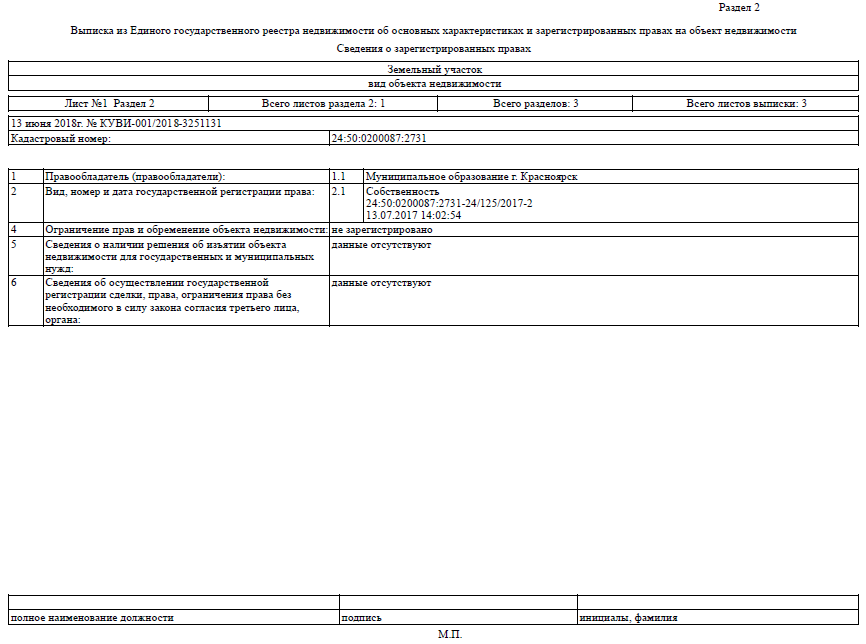 Раздел 2
Выписка из Единого государственного реестра недвижимости об основных характеристиках и зарегистрированных правах на объект недвижимости
Сведения о зарегистрированных правах
Земельный участок
вид объекта недвижимости
Лист №1 Раздел 2 Всего листов раздела 2: 1 Всего разделов: 3 Всего листов выписки: 3
13 июня 2018г. № КУВИ-001/2018-3251131
Кадастровый номер: 24:50:0200087:2731
1 Правообладатель (правообладатели): 1.1 Муниципальное образование г. Красноярск
2 Вид, номер и дата государственной регистрации права: 2.1 Собственность
24:50:0200087:2731-24/125/2017-2
13.07.2017 14:02:54
4 Ограничение прав и обременение объекта недвижимости: не зарегистрировано
5 Сведения о наличии решения об изъятии объекта данные отсутствуют
недвижимости для государственных и муниципальных
нужд:
6 Сведения об осуществлении государственной данные отсутствуют
регистрации сделки, права, ограничения права без
необходимого в силу закона согласия третьего лица,
органа:
полное наименование должности подпись инициалы, фамилия
М.П.